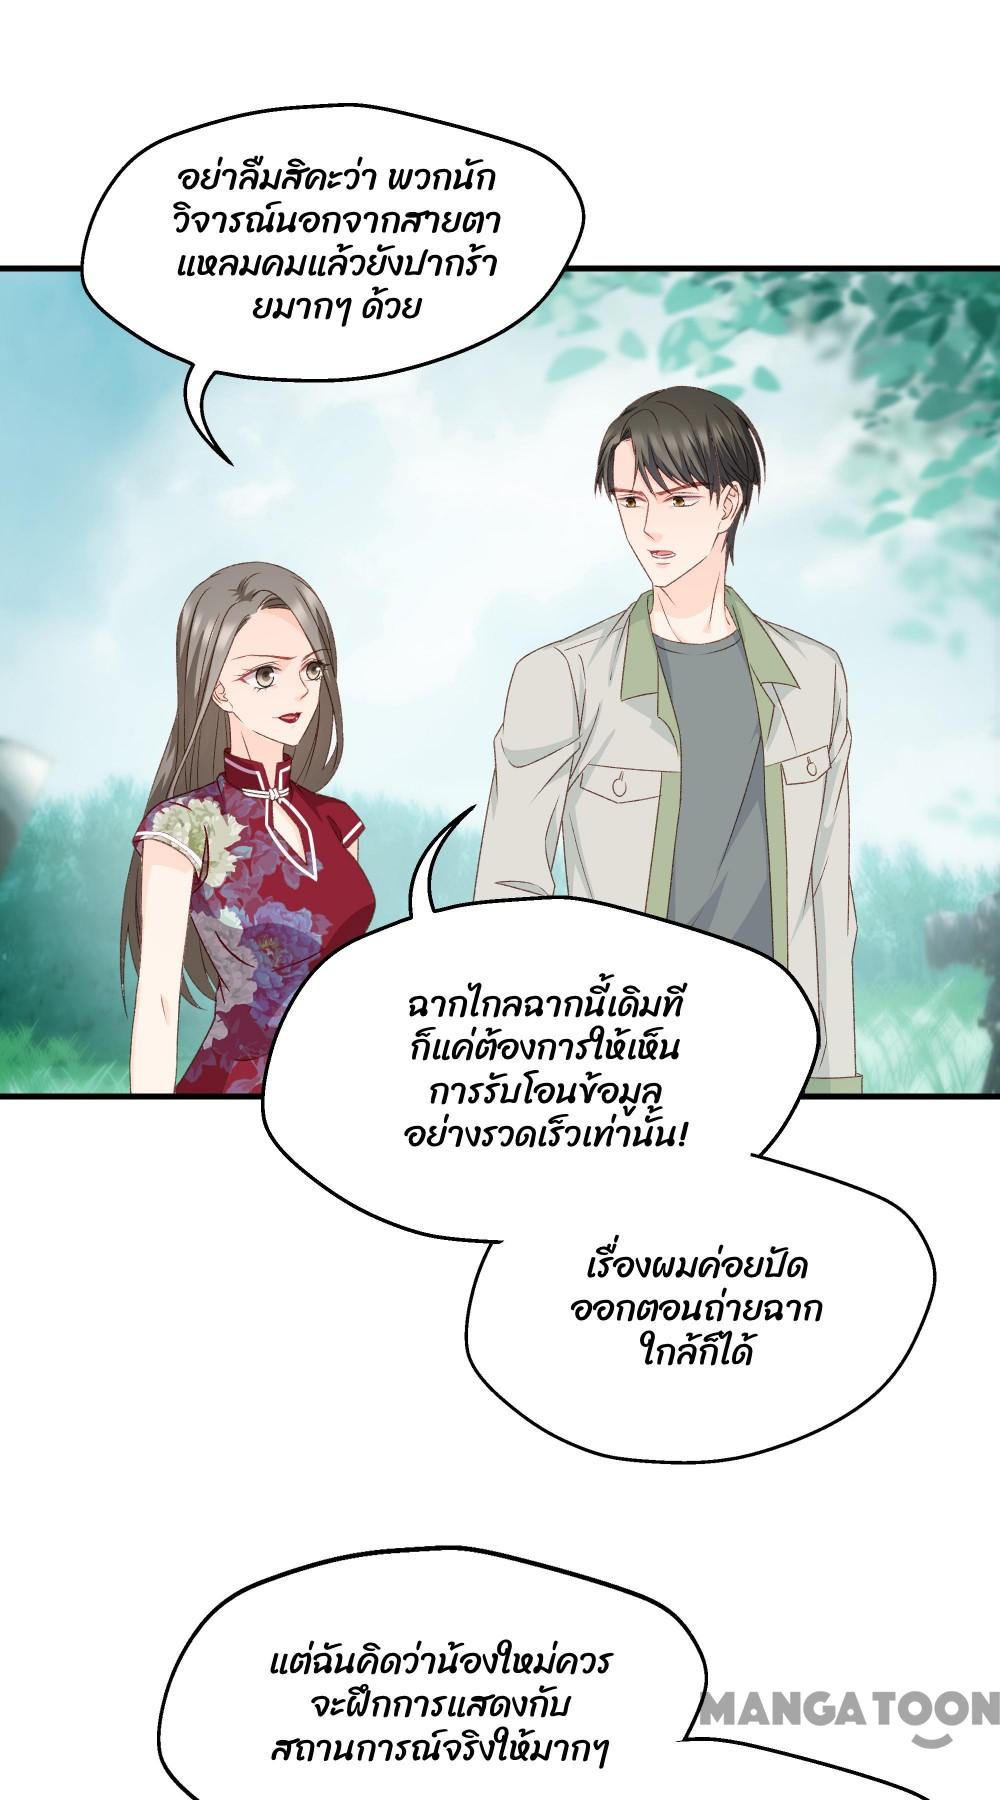 อย่าลืมสิคะว่า พวกนัก
วิจารณ์นอกจากสายตา
แหลมคมแล้วยังปากร้า
ยมากๆ ด้วย
ฉากไกลฉากนี้เดิมที
ก็แค่ต้องการให้เห็น
การรับโอนข้อมูล
อย่างรวดเร็วเท่านั้น!
เรื่องผมค่อยปัด
ออกตอนถ่ายฉาก
ใกล้ก็ได้
แต่ฉันคิดว่าน้องใหม่ควร
จะฝึกการแสดงกับ
สถานการณ์จริงให้มากๆ
MANGATOON